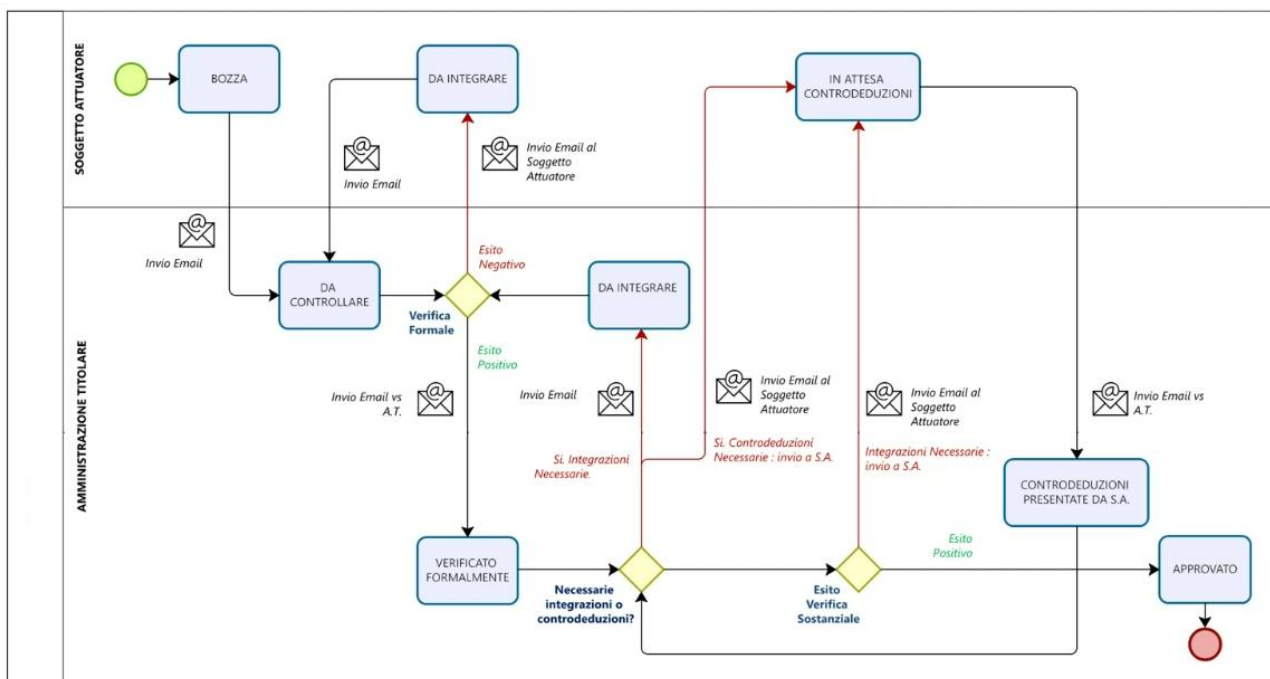 SOGGETTO ATTUATORE
BOZZA
DA INTEGRARE
IN ATTESA
CONTRODEDUZIONI
Invio Email
Invio Email al
Soggetto
Attuatore
AMMINISTRAZIONE TITOLARE
Invio Email
Esito
Negativo
DA
CONTROLLARE
DA INTEGRARE
Verifica
Formale
Esito
Positivo
Invio Email vs
A.T.
Invio Email
Invio Email al
Soggetto
Attuatore
Invio Email al
Soggetto
Attuatore
Invio Email vs
A.T.
Si. Integrazioni
Necessarie
Si. Controdeduzioni
Necessarie : invio a S.A.
Integrazioni Necessarie :
invio a S.A.
CONTRODEDUZIONI
PRESENTATE DA S.A.
VERIFICATO
FORMALMENTE
Necessarie
integrazioni o
controdeduzioni?
Esito
Verifica
Sostanziale
Esito
Positivo
APPROVATO